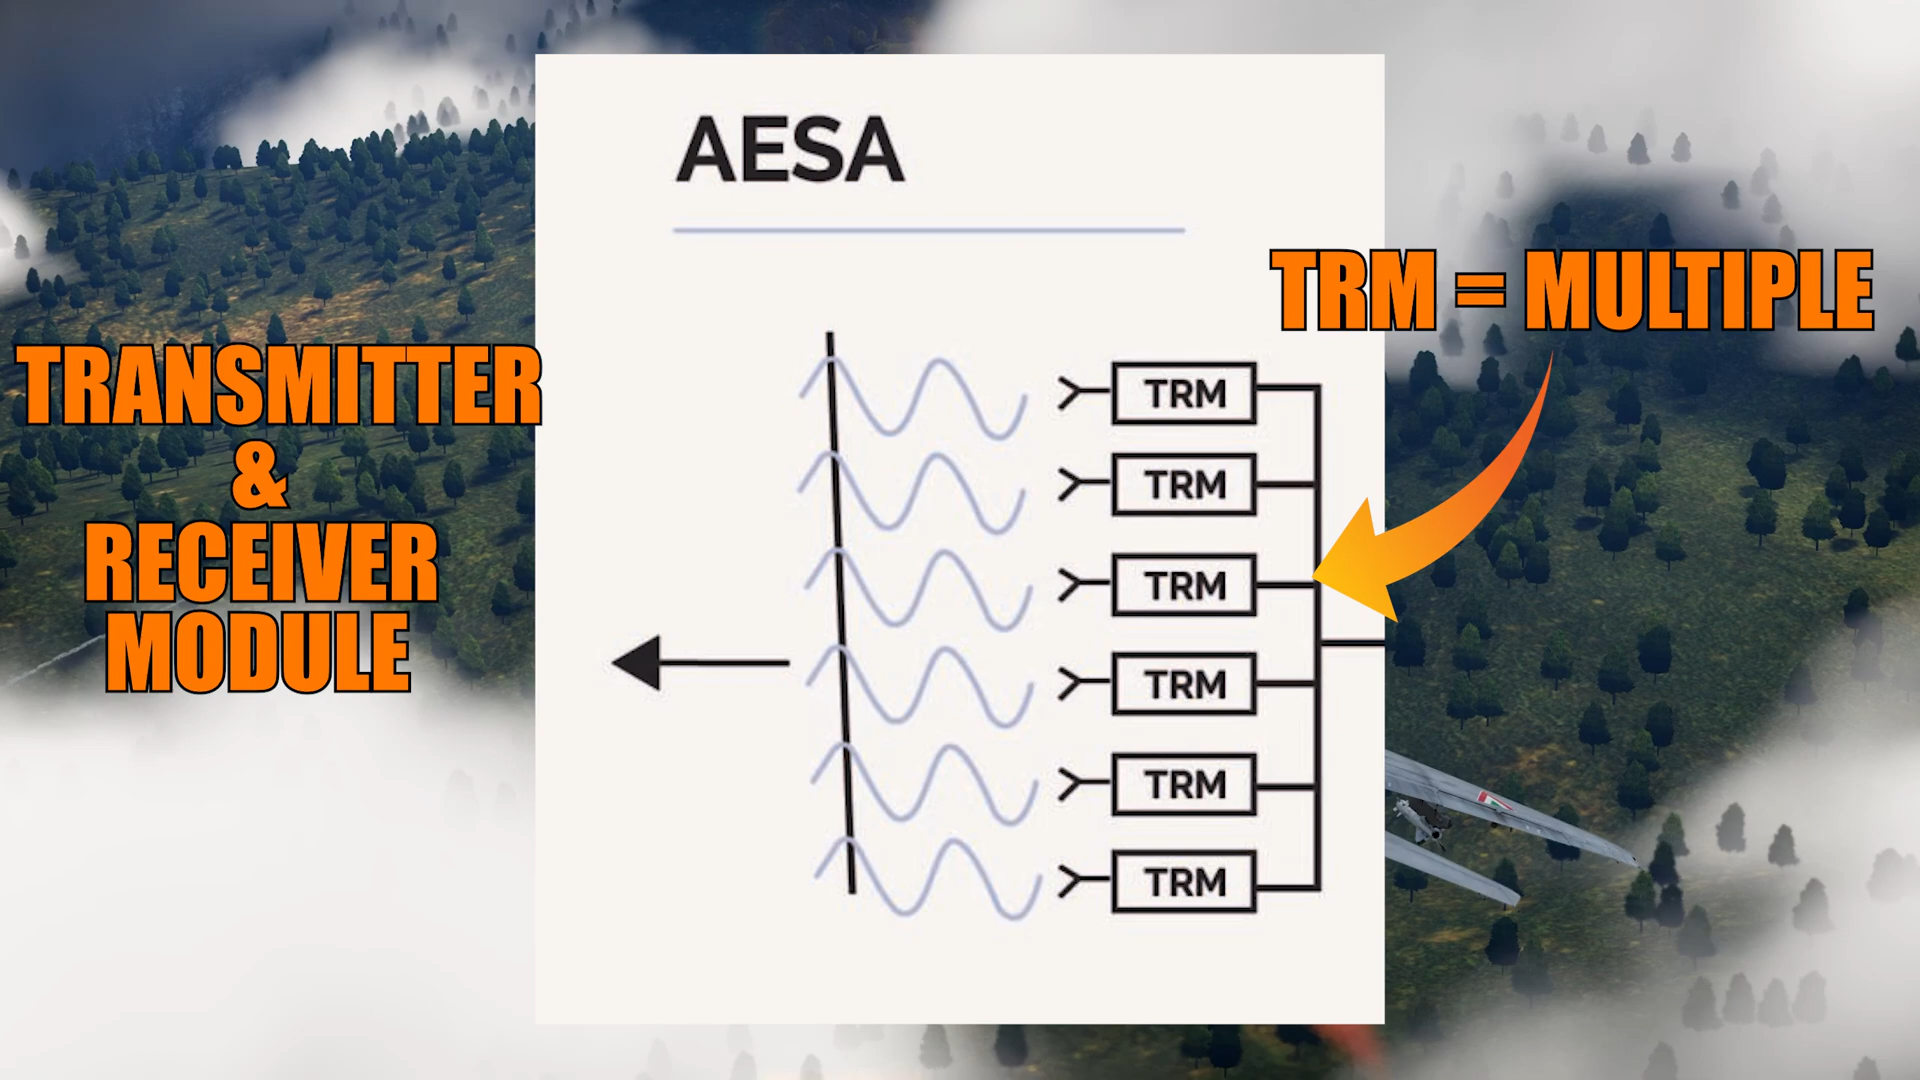 AESA
TRM = MULTIPLE
TRANSMITTER
&
RECEIVER
MODULE
TRM
TRM
TRM
TRM
TRM
TRM